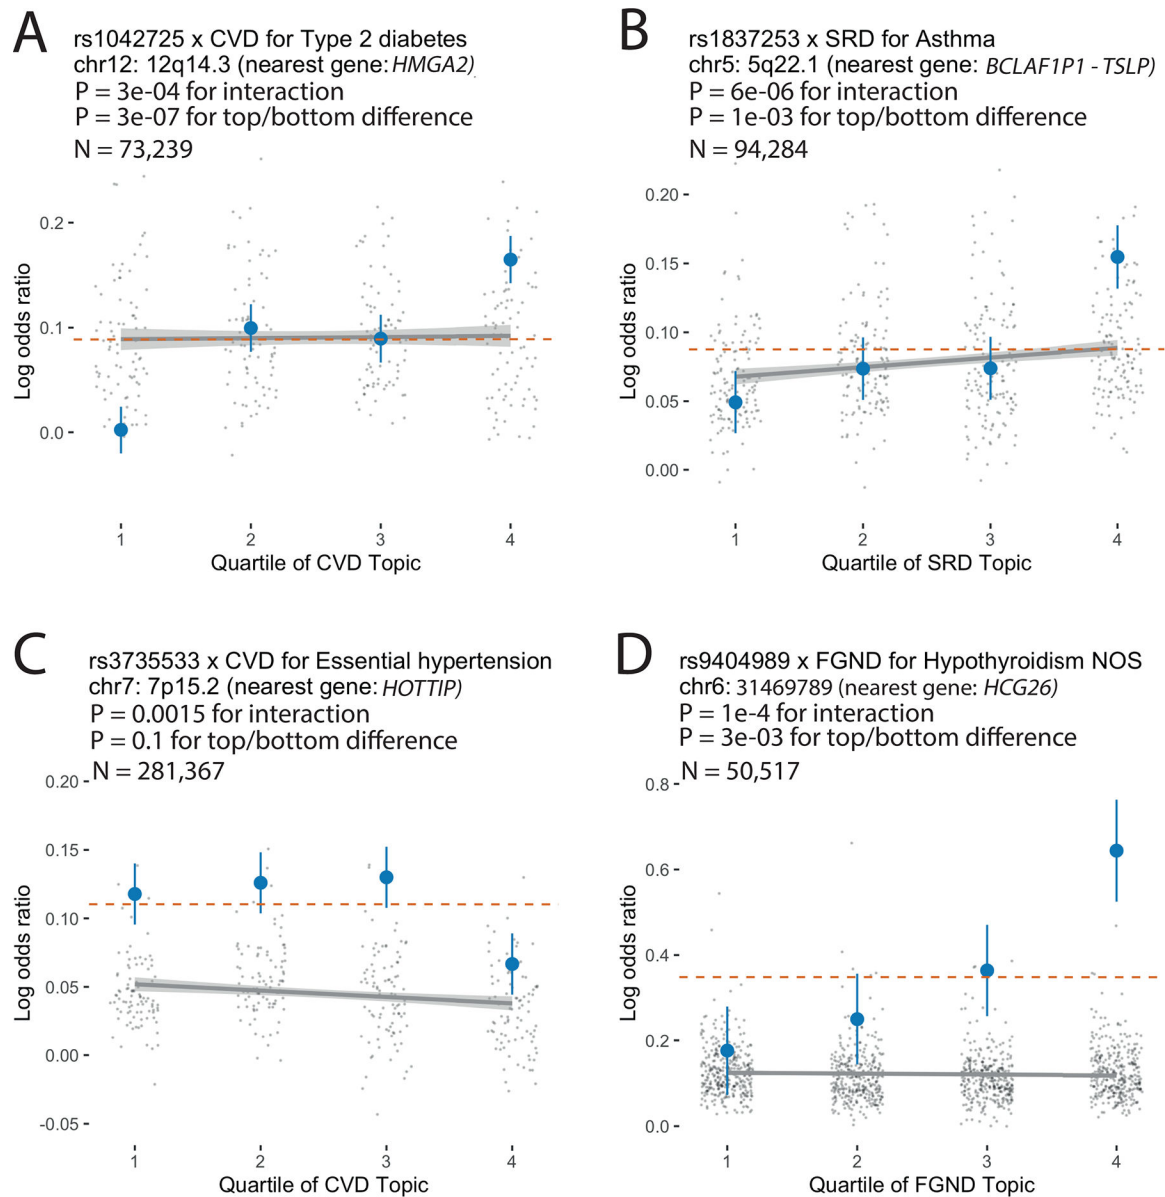 A
rs1042725 x CVD for Type 2 diabetes
chr12: 12q14.3 (nearest gene: HMGA2)
P = 3e-04 for interaction
P = 3e-07 for top/bottom difference
N = 73,239
0.2
0.1
0.0
Log odds ratio
1 2 3 4
Quartile of CVD Topic
B
rs1837253 x SRD for Asthma
chr5: 5q22.1 (nearest gene: BCLAF1P1 - TSLP)
P = 6e-06 for interaction
P = 1e-03 for top/bottom difference
N = 94,284
0.20
0.15
0.10
0.05
0.00
Log odds ratio
1 2 3 4
Quartile of SRD Topic
C
rs3735533 x CVD for Essential hypertension
chr7: 7p15.2 (nearest gene: HOTTIP)
P = 0.0015 for interaction
P = 0.1 for top/bottom difference
N = 281,367
0.20
0.15
0.10
0.05
0.00
-0.05
Log odds ratio
1 2 3 4
Quartile of CVD Topic
D
rs9404989 x FGND for Hypothyroidism NOS
chr6: 31469789 (nearest gene: HCG26)
P = 1e-4 for interaction
P = 3e-03 for top/bottom difference
N = 50,517
0.8
0.6
0.4
0.2
0.0
Log odds ratio
1 2 3 4
Quartile of FGND Topic